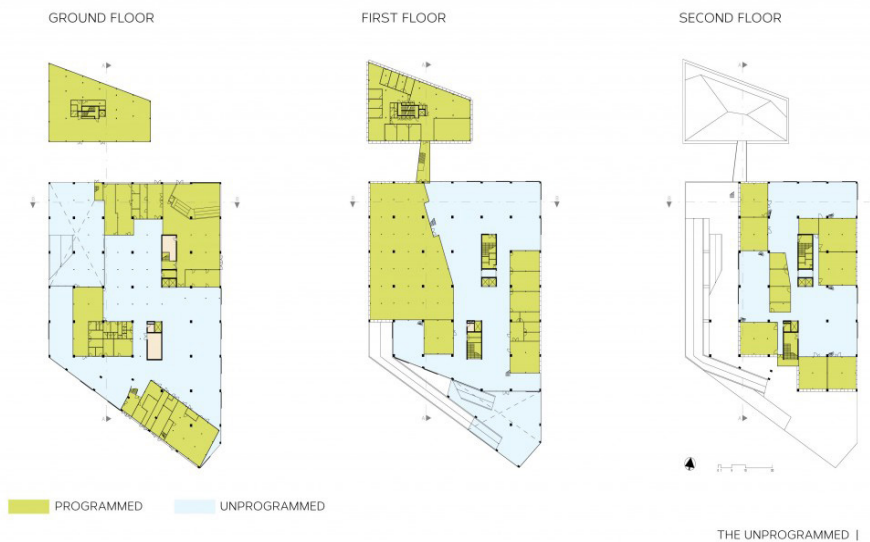 GROUND FLOOR
FIRST FLOOR
SECOND FLOOR
PROGRAMMED
UNPROGRAMMED
THE UNPROGRAMMED |